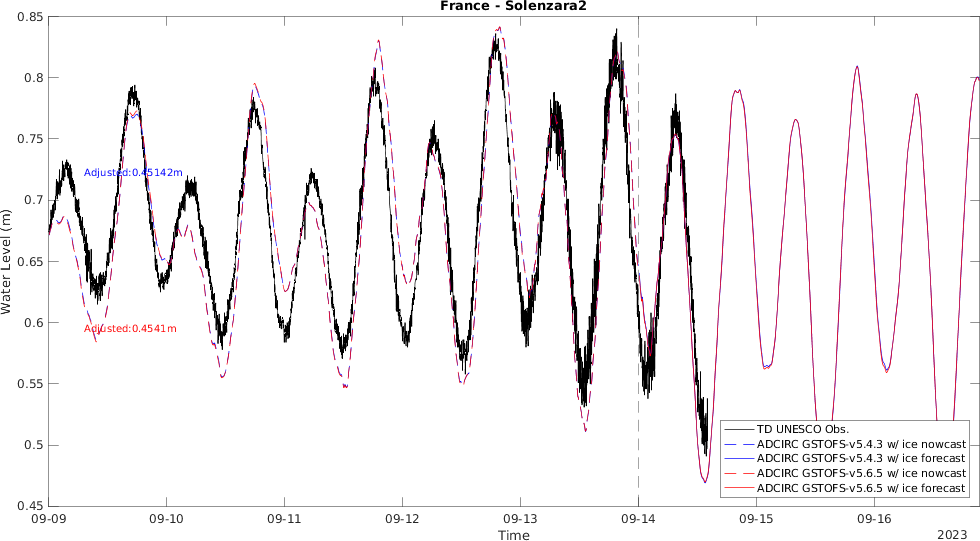 France - Solenzara2
0.85
0.8
0.75
0.7
0.65
0.6
0.55
0.5
0.45
Water Level (m)
Adjusted:0.45142m
Adjusted:0.4541m
TD UNESCO Obs.
ADCIRC GSTOFS-v5.4.3 w/ ice nowcast
ADCIRC GSTOFS-v5.4.3 w/ ice forecast
ADCIRC GSTOFS-v5.6.5 w/ ice nowcast
ADCIRC GSTOFS-v5.6.5 w/ ice forecast
09-09 09-10 09-11 09-12 09-13 09-14 09-15 09-16
Time
2023